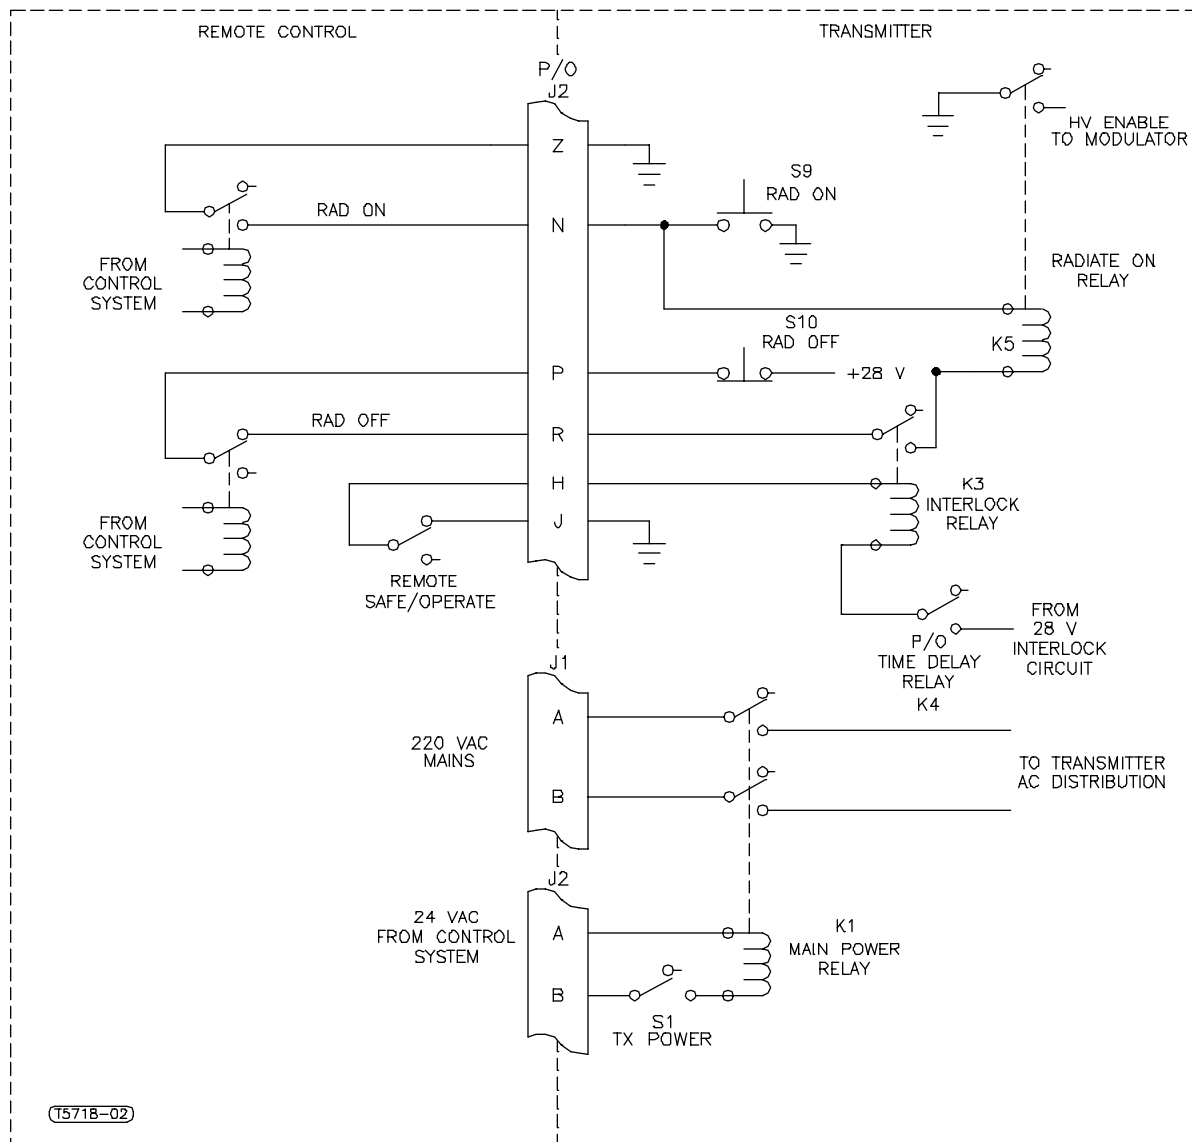 REMOTE CONTROL
TRANSMITTER
P/O
J2
HV ENABLE
TO MODULATOR
Z
S9
RAD ON
RAD ON
N
FROM
CONTROL
SYSTEM
RADIATE ON
RELAY
S10
RAD OFF
K5
P
+28 V
RAD OFF
R
H
K3
INTERLOCK
RELAY
J
FROM
CONTROL
SYSTEM
REMOTE
SAFE/OPERATE
P/O
TIME DELAY
RELAY
K4
FROM
28 V
INTERLOCK
CIRCUIT
J1
A
220 VAC
MAINS
B
TO TRANSMITTER
AC DISTRIBUTION
J2
24 VAC
FROM CONTROL
SYSTEM
A
K1
MAIN POWER
RELAY
B
S1
TX POWER
T5718-02